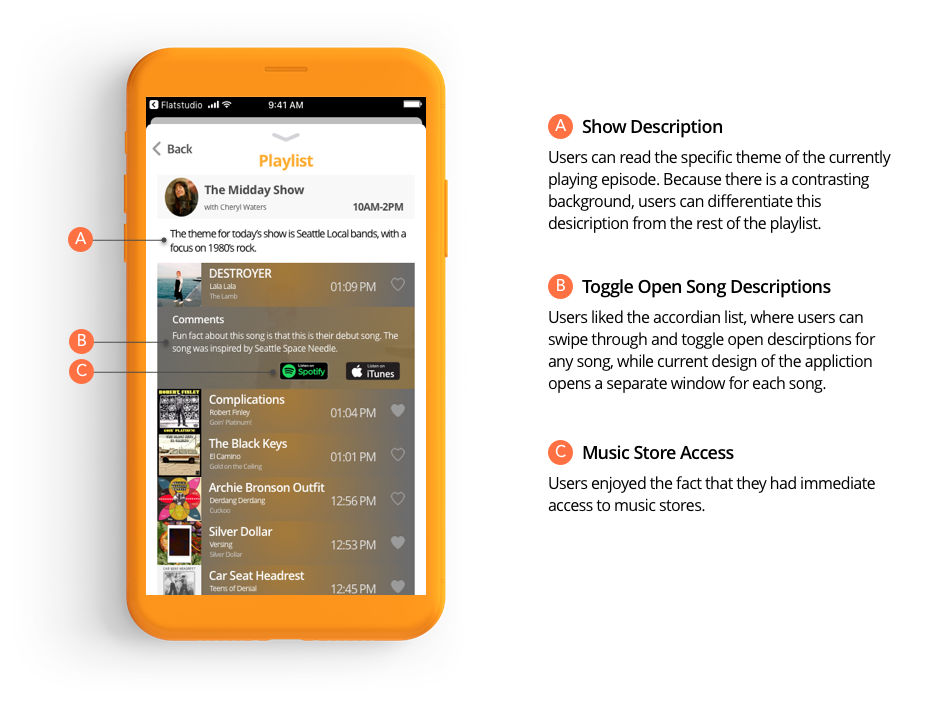 Flatstudio
9:41 AM
Back
Playlist
The Midday Show
with Cheryl Waters
10AM-2PM
The theme for today's show is Seattle Local bands, with a
focus on 1980's rock.
DESTROYER
Lala Lala
The Lamb
01:09 PM
Comments
Fun fact about this song is that this is their debut song. The
song was inspired by Seattle Space Needle.
Listen on
Spotify
Listen on
iTunes
ROBERT FINLEY
GOIN' PLATINUM!
Complications
Robert Finley
Goin' Platinum!
01:04 PM
The Black Keys
El Camino
Gold on the Ceiling
01:01 PM
Archie Bronson Outfit
Derdang Derdang
Cuckoo
12:56 PM
Silver Dollar
Versing
Silver Dollar
12:53 PM
CAR SEAT HEADREST
Car Seat Headrest
Teens of Denial
12:45 PM
A
B
C
A Show Description
Users can read the specific theme of the currently
playing episode. Because there is a contrasting
background, users can differentiate this
desicription from the rest of the playlist.
B Toggle Open Song Descriptions
Users liked the accordian list, where users can
swipe through and toggle open descirptions for
any song, while current design of the appliction
opens a separate window for each song.
C Music Store Access
Users enjoyed the fact that they had immediate
access to music stores.